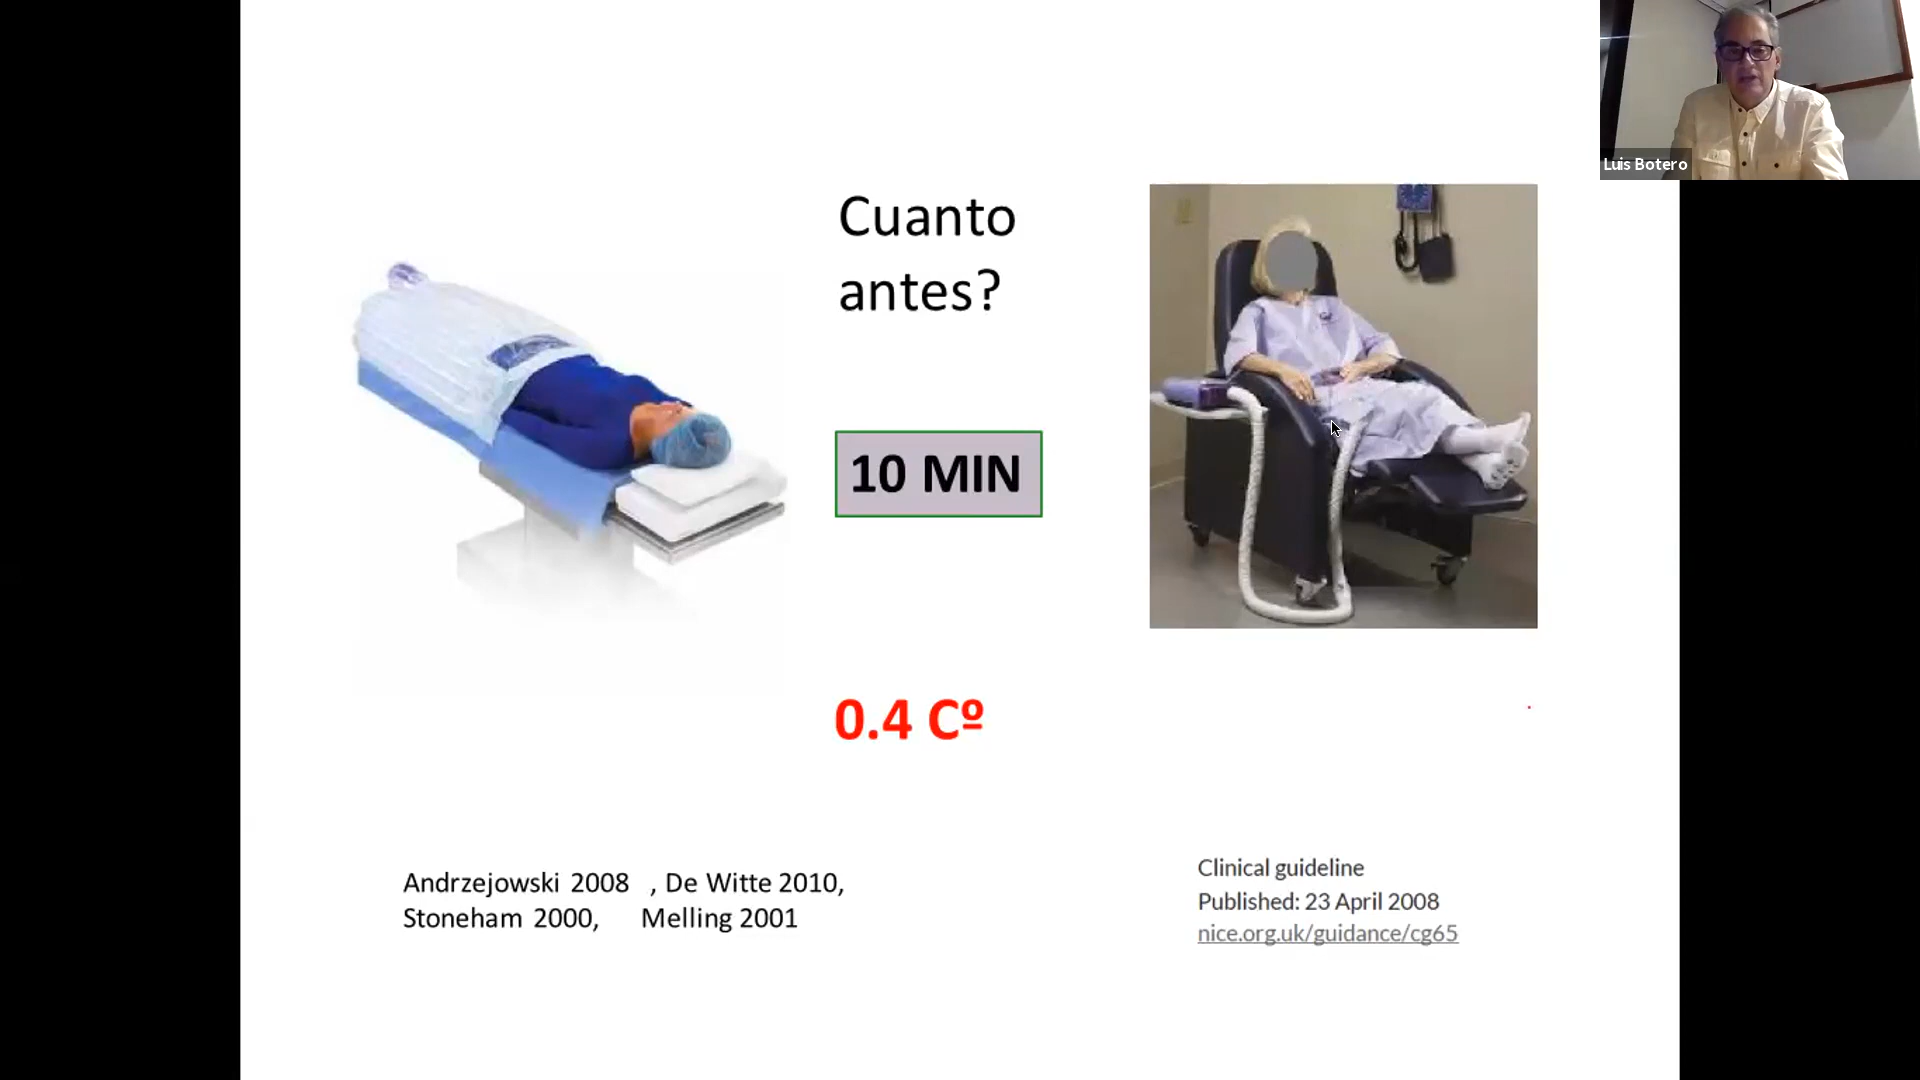 Luis Botero
Cuanto
antes?
10 MIN
0.4 Cº
Andrzejowski 2008 , De Witte 2010,
Stoneham 2000, Melling 2001
Clinical guideline
Published: 23 April 2008
nice.org.uk/guidance/cg65